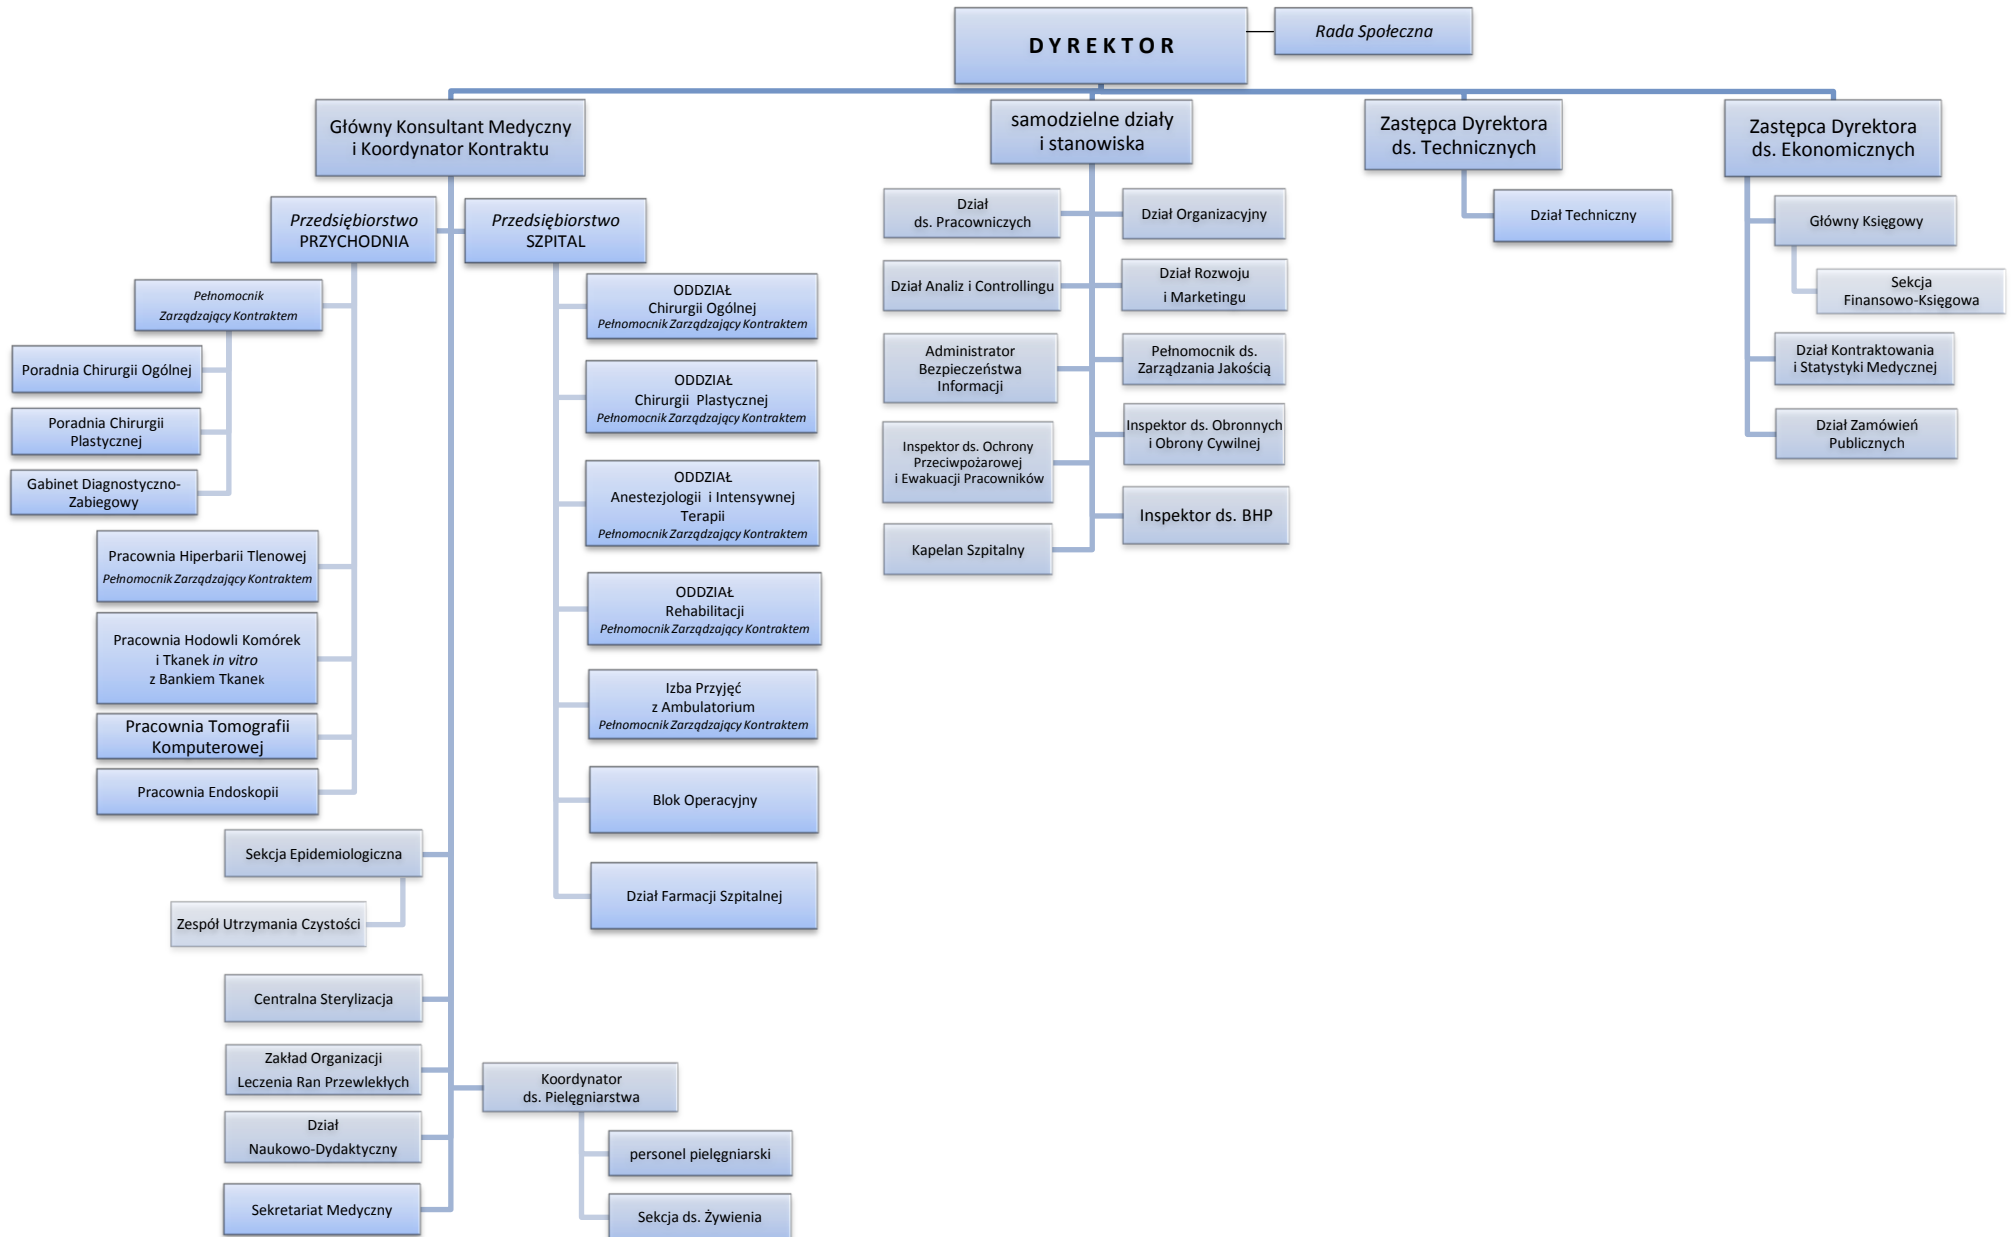 D Y R E K T O R
Rada Społeczna
Główny Konsultant Medyczny
i Koordynator Kontraktu
samodzielne działy
i stanowiska
Zastępca Dyrektora
ds. Technicznych
Zastępca Dyrektora
ds. Ekonomicznych
Przedsiębiorstwo
PRZYCHODNIA
Przedsiębiorstwo
SZPITAL
Pełnomocnik
Zarządzający Kontraktem
Poradnia Chirurgii Ogólnej
Poradnia Chirurgii
Plastycznej
Gabinet Diagnostyczno-
Zabiegowy
Pracownia Hiperbarii Tlenowej
Pełnomocnik Zarządzający Kontraktem
Pracownia Hodowli Komórek
i Tkanek in vitro
z Bankiem Tkanek
Pracownia Tomografii
Komputerowej
Pracownia Endoskopii
ODDZIAŁ
Chirurgii Ogólnej
Pełnomocnik Zarządzający Kontraktem
ODDZIAŁ
Chirurgii Plastycznej
Pełnomocnik Zarządzający Kontraktem
ODDZIAŁ
Anestezjologii i Intensywnej
Terapii
Pełnomocnik Zarządzający Kontraktem
ODDZIAŁ
Rehabilitacji
Pełnomocnik Zarządzający Kontraktem
Izba Przyjęć
z Ambulatorium
Pełnomocnik Zarządzający Kontraktem
Blok Operacyjny
Dział Farmacji Szpitalnej
Sekcja Epidemiologiczna
Zespół Utrzymania Czystości
Centralna Sterylizacja
Zakład Organizacji
Leczenia Ran Przewlekłych
Dział
Naukowo-Dydaktyczny
Sekretariat Medyczny
Koordynator
ds. Pielęgniarstwa
personel pielęgniarski
Sekcja ds. Żywienia
Dział
ds. Pracowniczych
Dział Organizacyjny
Dział Analiz i Controllingu
Dział Rozwoju
i Marketingu
Administrator
Bezpieczeństwa
Informacji
Pełnomocnik ds.
Zarządzania Jakością
Inspektor ds. Ochrony
Przeciwpożarowej
i Ewakuacji Pracowników
Inspektor ds. Obronnych
i Obrony Cywilnej
Kapelan Szpitalny
Inspektor ds. BHP
Dział Techniczny
Główny Księgowy
Sekcja
Finansowo-Księgowa
Dział Kontraktowania
i Statystyki Medycznej
Dział Zamówień
Publicznych